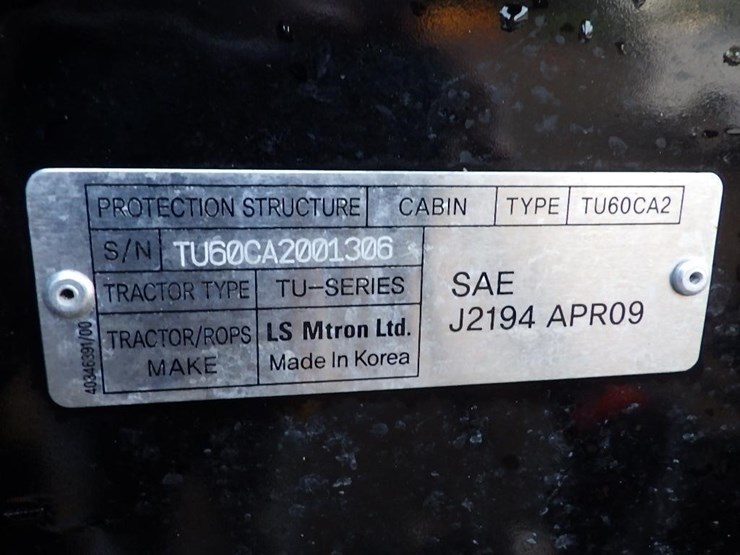 PROTECTION STRUCTURE CABIN TYPE TU60CA2
S/N TU60CA2001306
TRACTOR TYPE TU-SERIES
TRACTOR/ROPS MAKE
LS Mtron Ltd.
Made In Korea
SAE
J2194 APR09
40346391/00